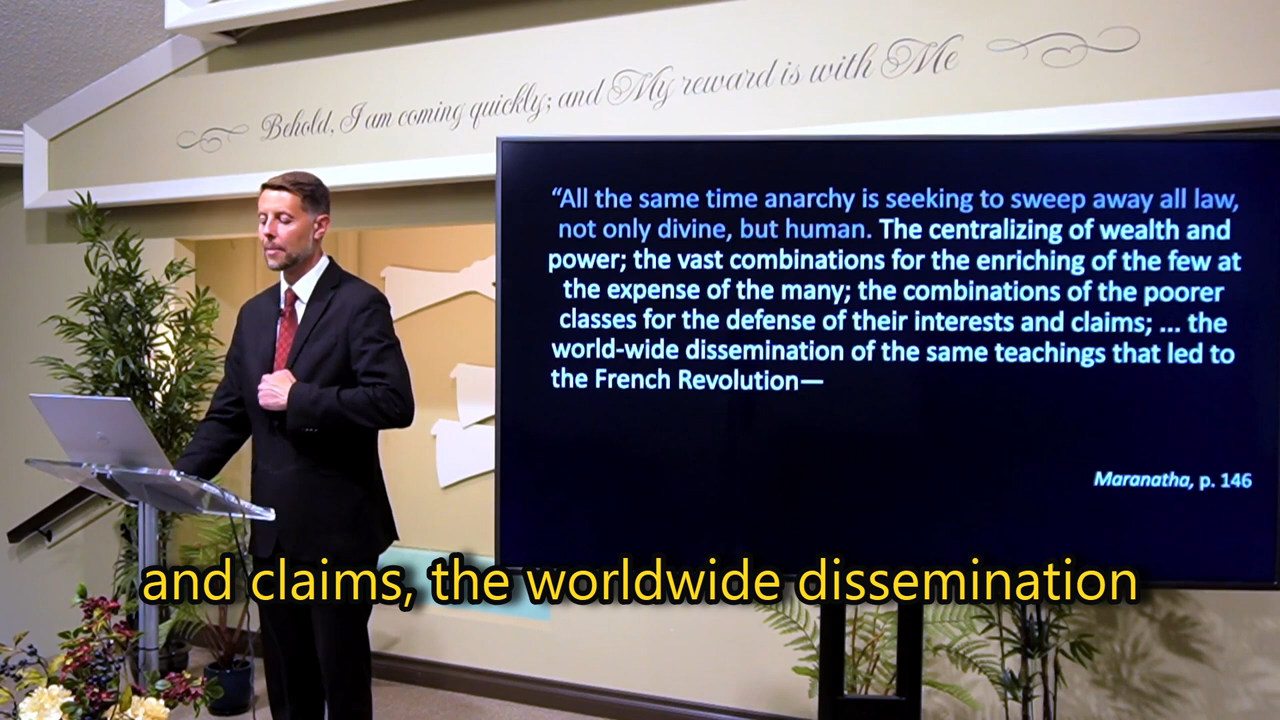 Behold, I am coming quickly; and My reward is with Me
“All the same time anarchy is seeking to sweep away all law,
not only divine, but human. The centralizing of wealth and
power; the vast combinations for the enriching of the few at
the expense of the many; the combinations of the poorer
classes for the defense of their interests and claims; ... the
world-wide dissemination of the same teachings that led to
the French Revolution—
Maranatha, p. 146
and claims, the worldwide dissemination